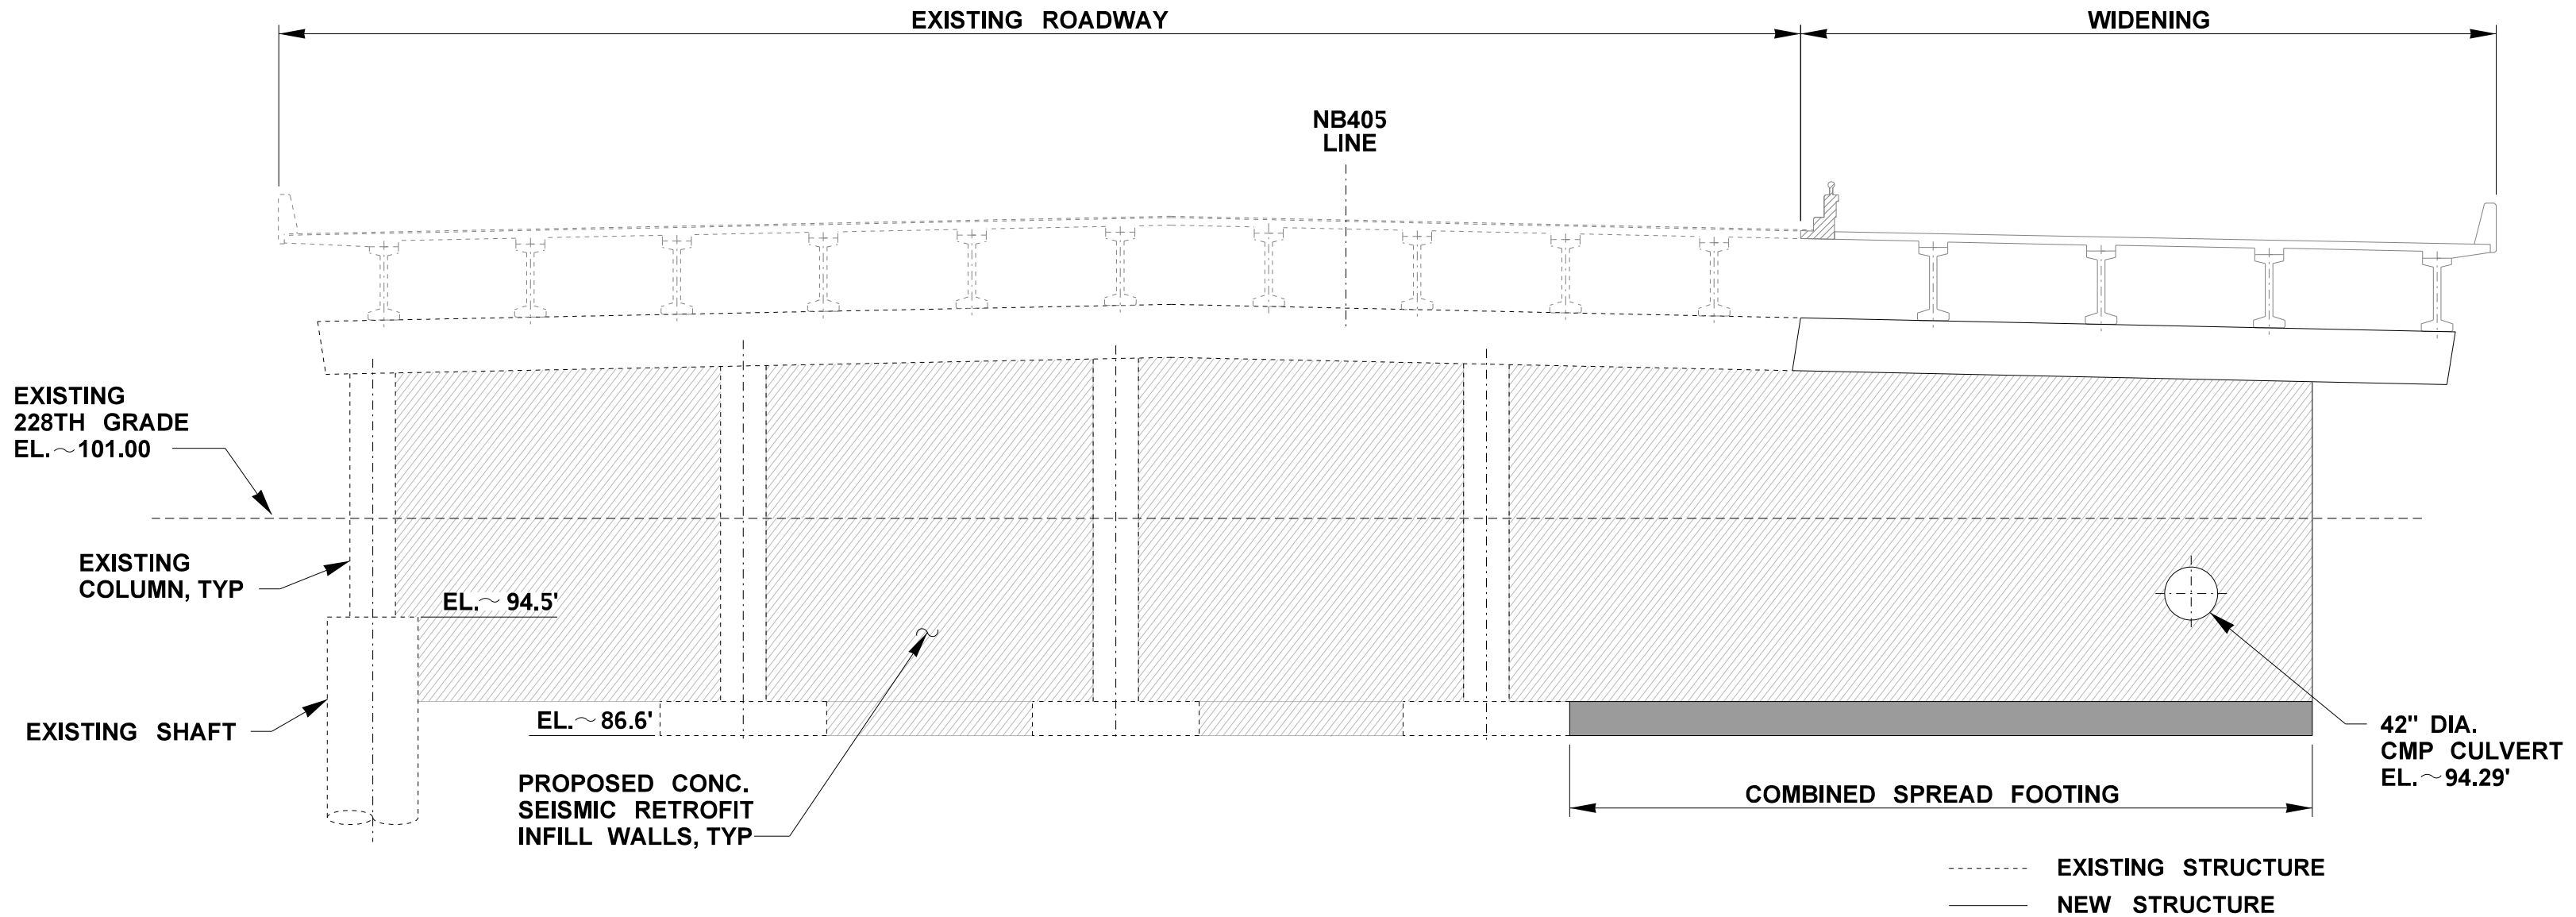 EXISTING ROADWAY
WIDENING
NB405
LINE
EXISTING
228TH GRADE
EL.~101.00
EXISTING
COLUMN, TYP
EL.~ 94.5'
EXISTING SHAFT
EL.~86.6'
PROPOSED CONC.
SEISMIC RETROFIT
INFILL WALLS, TYP
42" DIA.
CMP CULVERT
EL.~94.29'
COMBINED SPREAD FOOTING
EXISTING STRUCTURE
NEW STRUCTURE